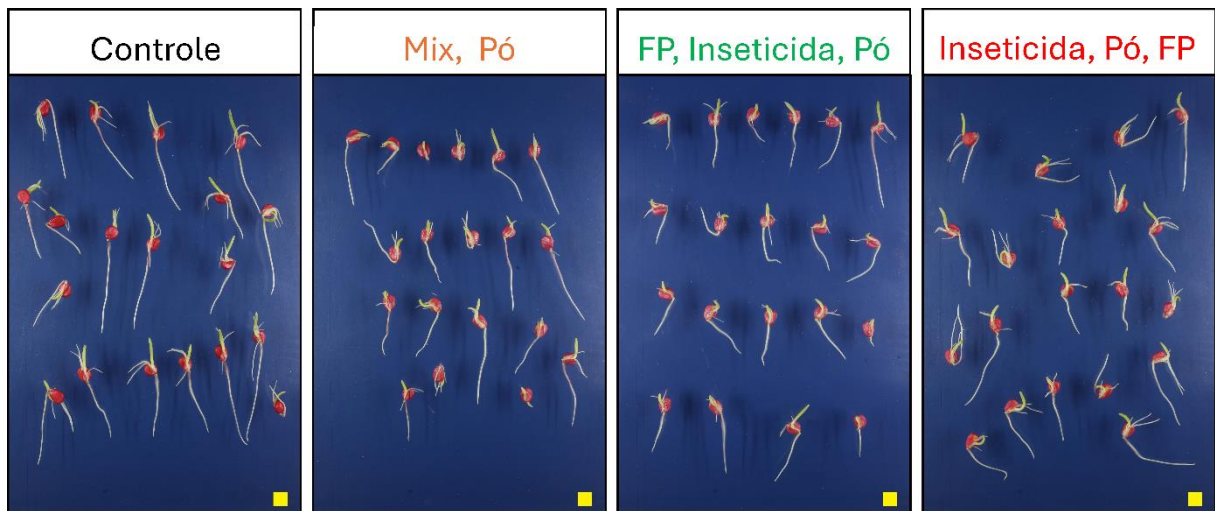 Controle
Mix, Pó
FP, Inseticida, Pó
Inseticida, Pó, FP